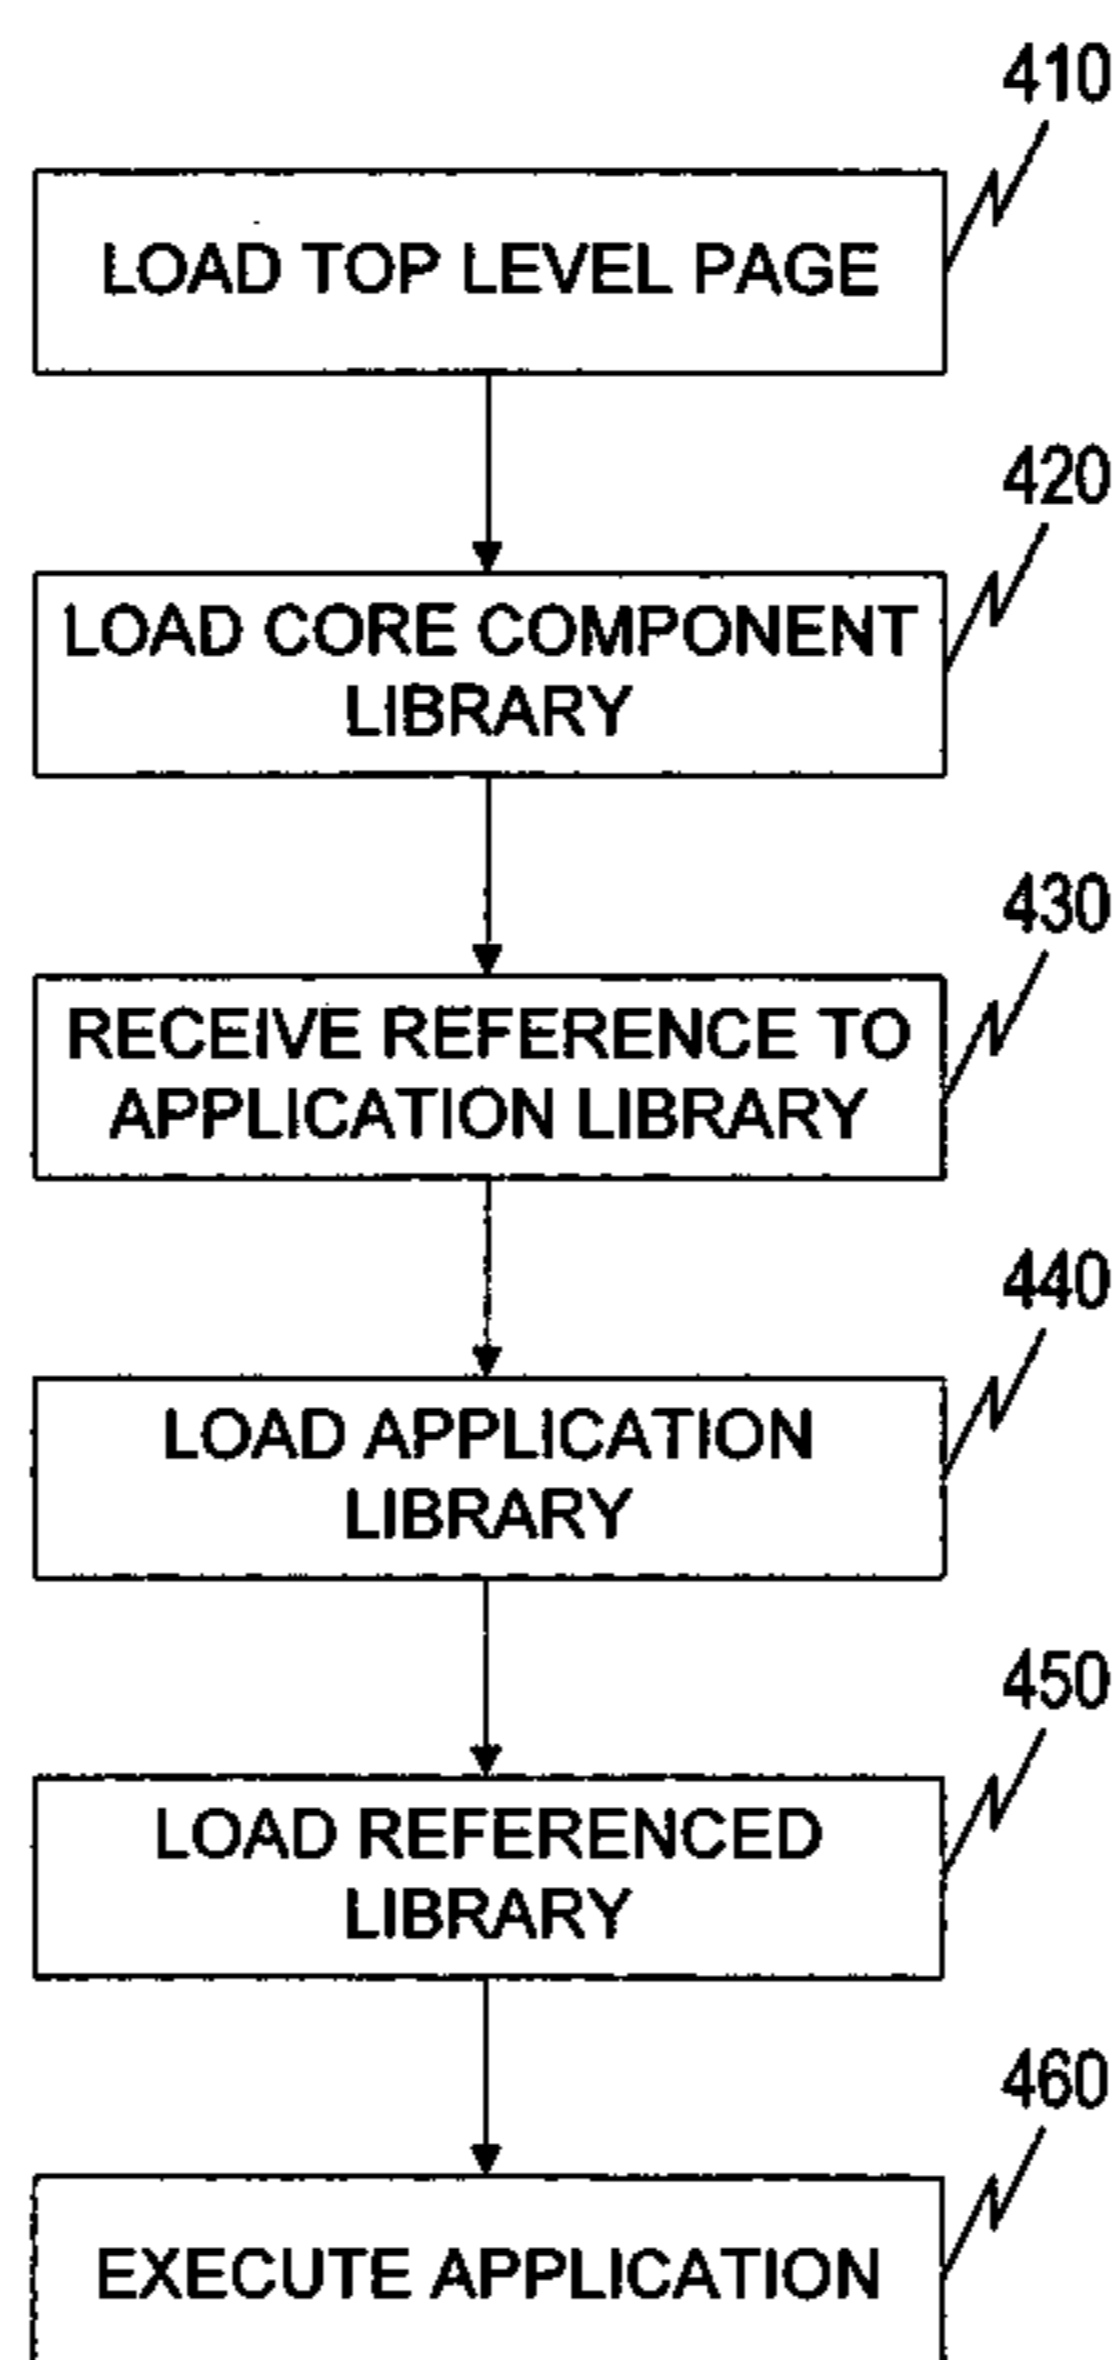 410
LOAD TOP LEVEL PAGE
420
LOAD CORE COMPONENT
LIBRARY
430
RECEIVE REFERENCE TO
APPLICATION LIBRARY
440
LOAD APPLICATION
LIBRARY
450
LOAD REFERENCED
LIBRARY
460
EXECUTE APPLICATION